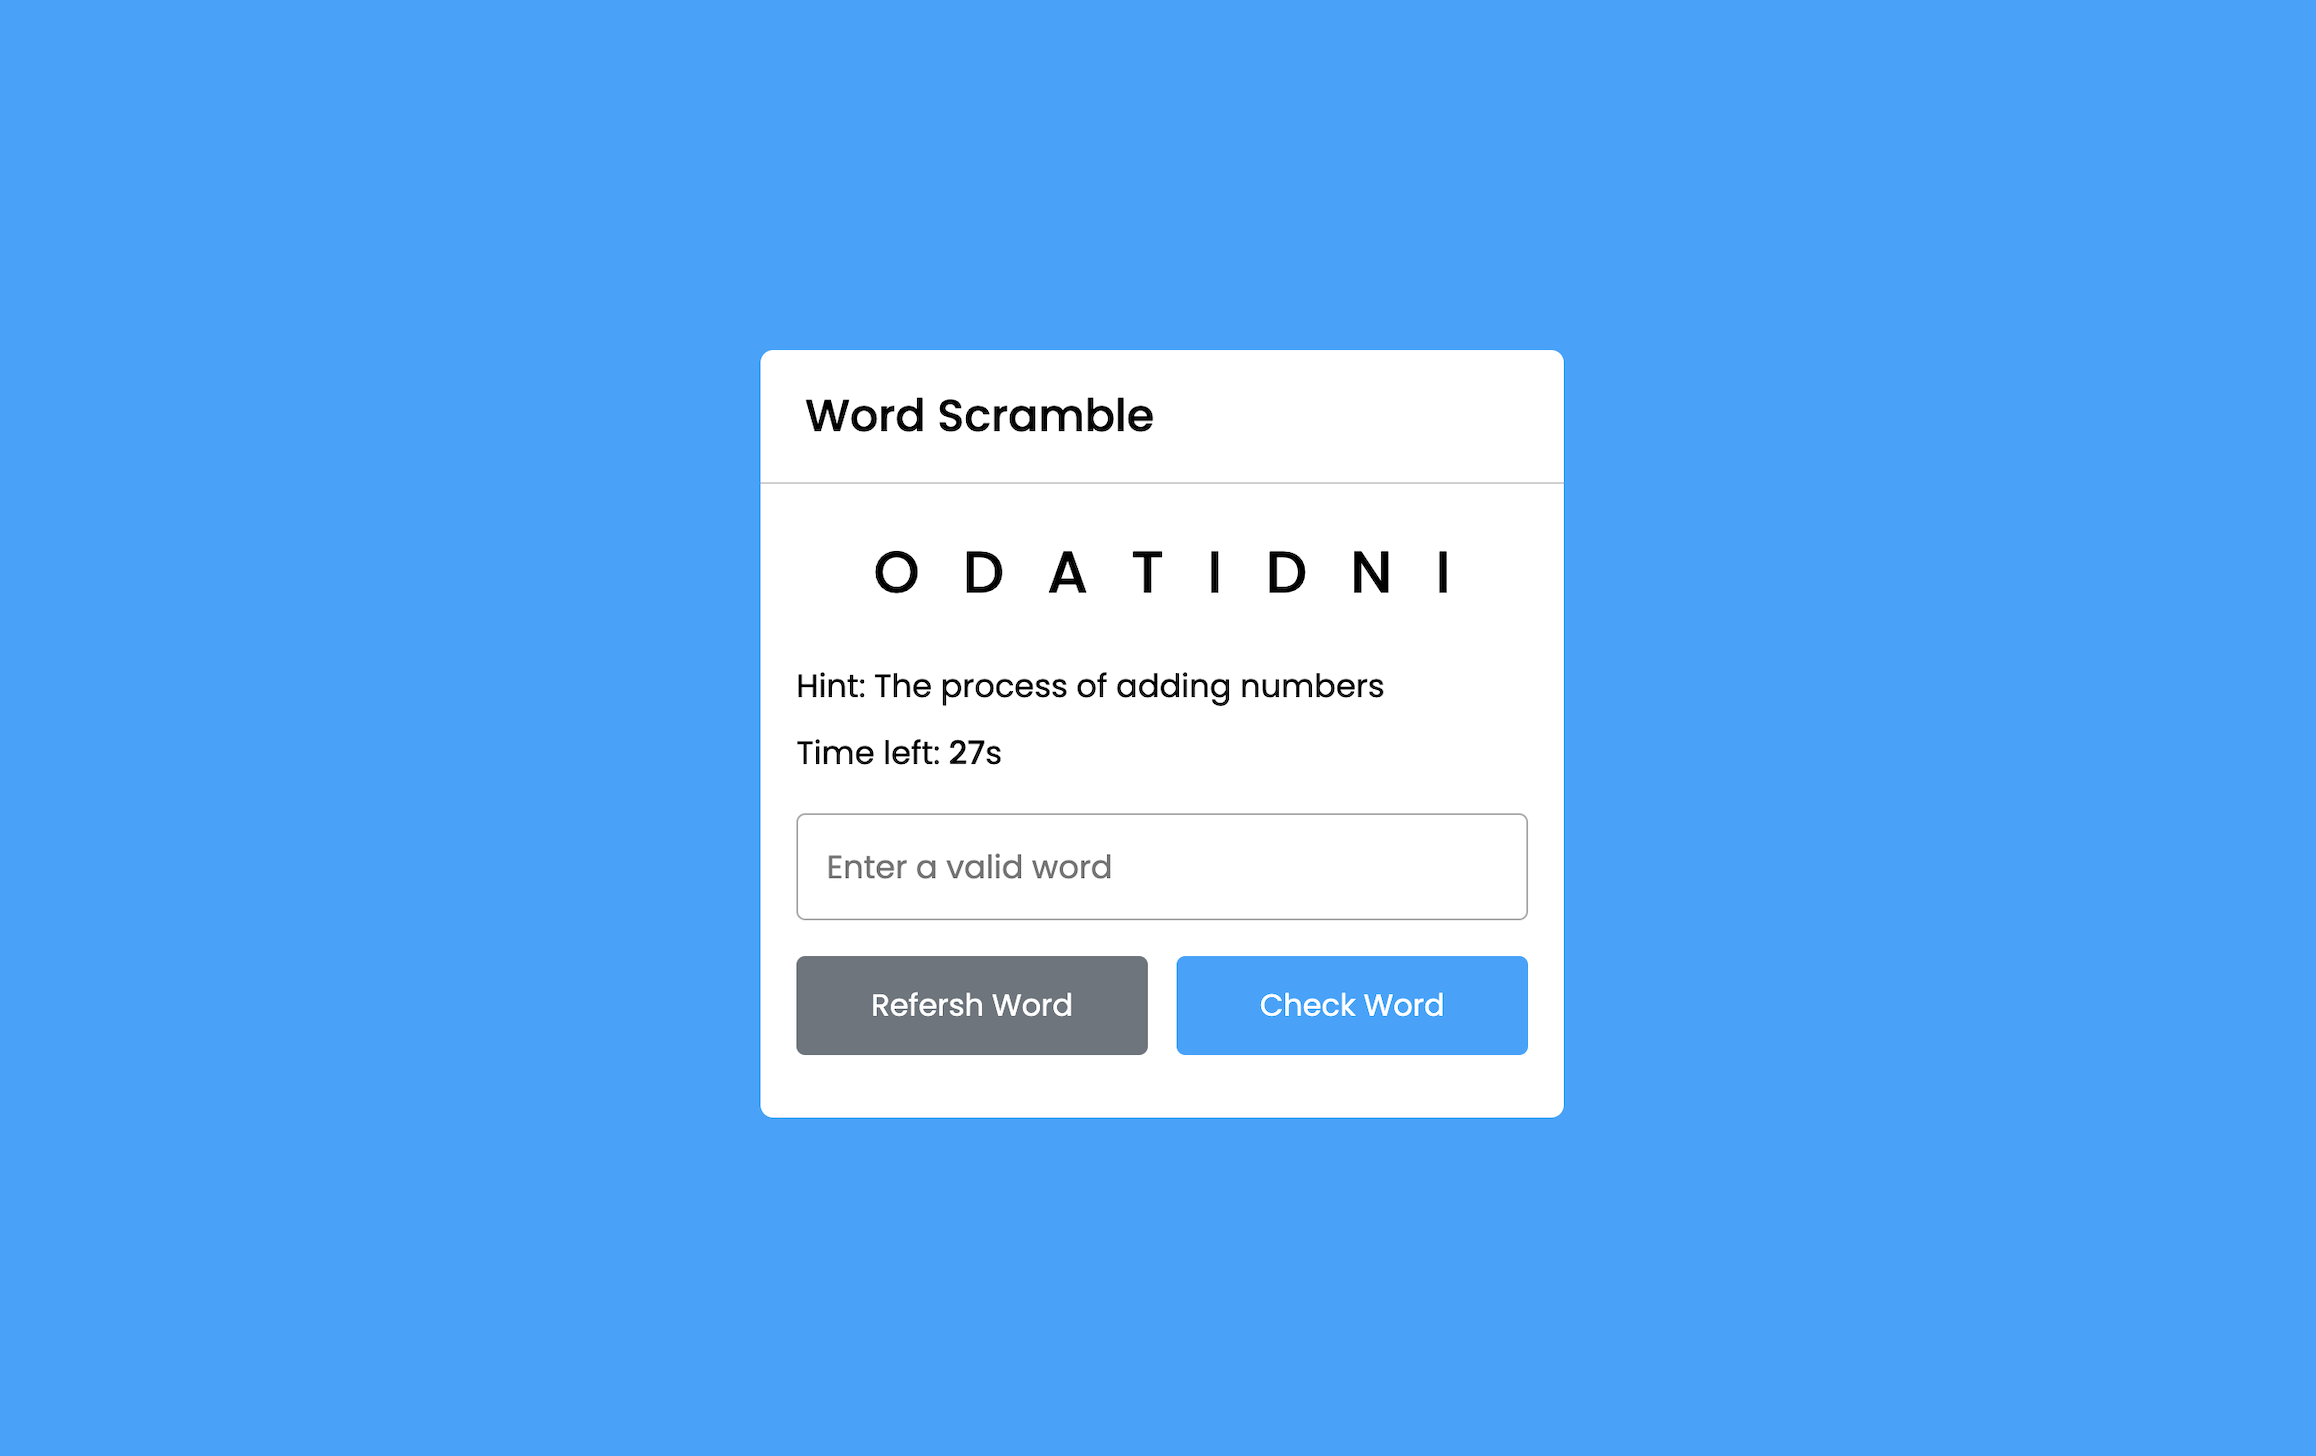 Word Scramble
O D A T I D N I
Hint: The process of adding numbers
Time left: 27s
Enter a valid word
Refersh Word
Check Word